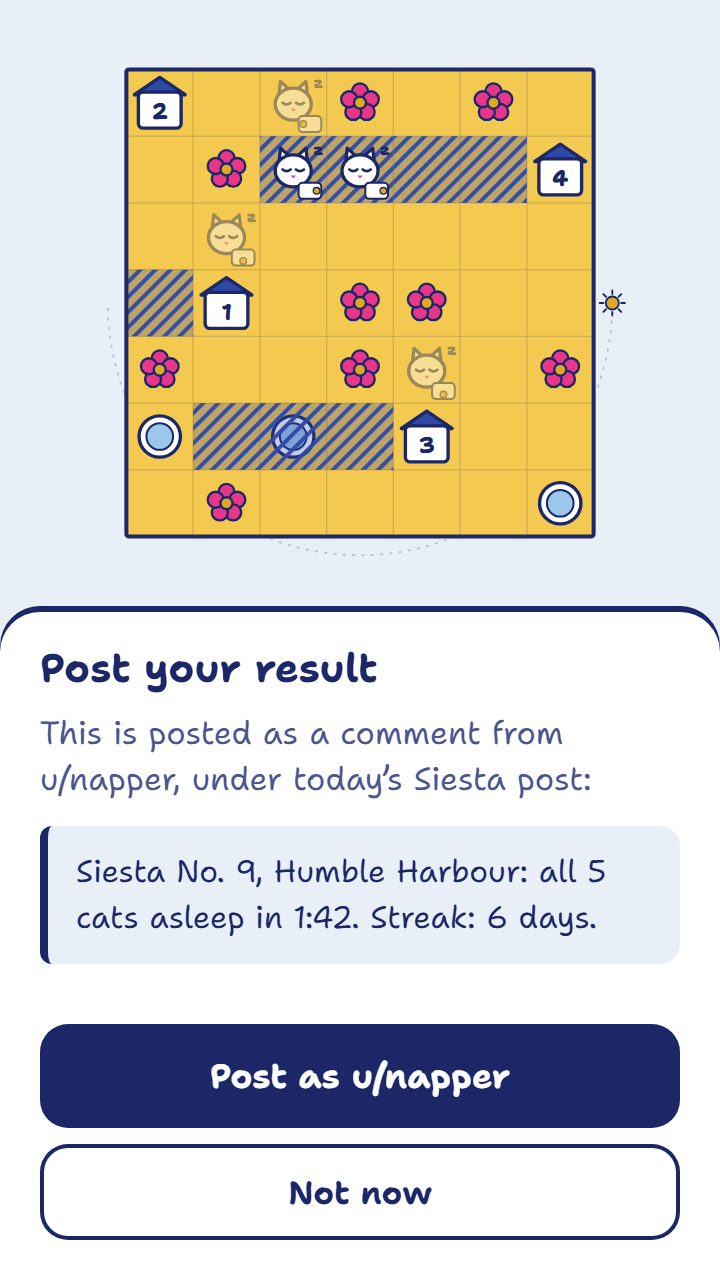 2
z
z
z
4
z
1
z
3
Post your result
This is posted as a comment from
u/napper, under today's Siesta post:
Siesta No. 9, Humble Harbour: all 5
cats asleep in 1:42. Streak: 6 days.
Post as u/napper
Not now